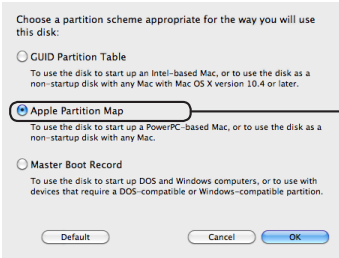 Choose a partition scheme appropriate for the way you will use
this disk:
GUID Partition Table
To use the disk to start up an Intel-based Mac, or to use the disk as a
non-startup disk with any Mac with Mac OS X version 10.4 or later.
Apple Partition Map
To use the disk to start up a PowerPC-based Mac, or to use the disk as a
non-startup disk with any Mac.
Master Boot Record
To use the disk to start up DOS and Windows computers, or to use with
devices that require a DOS-compatible or Windows-compatible partition.
Default
Cancel
OK